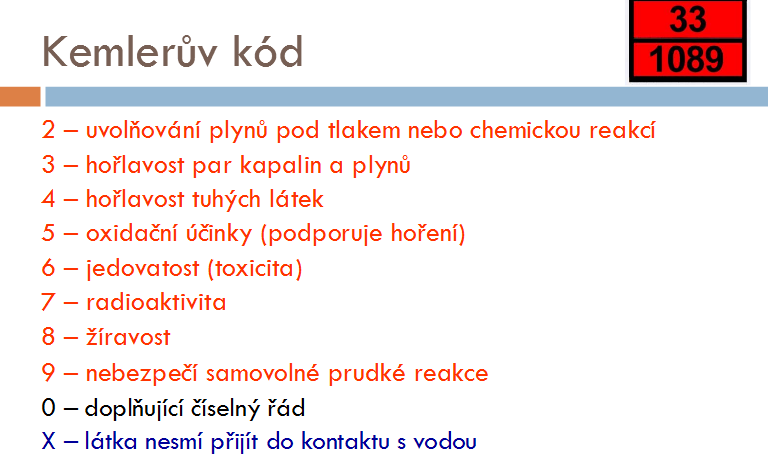 Kemlerův kód
33
1089
2 – uvolňování plynů pod tlakem nebo chemickou reakcí
3 – hořlavost par kapalin a plynů
4 – hořlavost tuhých látek
5 – oxidační účinky (podporuje hoření)
6 – jedovatost (toxicita)
7 – radioaktivita
8 – žíravost
9 – nebezpečí samovolné prudké reakce
0 – doplňující číselný řád
X – látka nesmí přijít do kontaktu s vodou